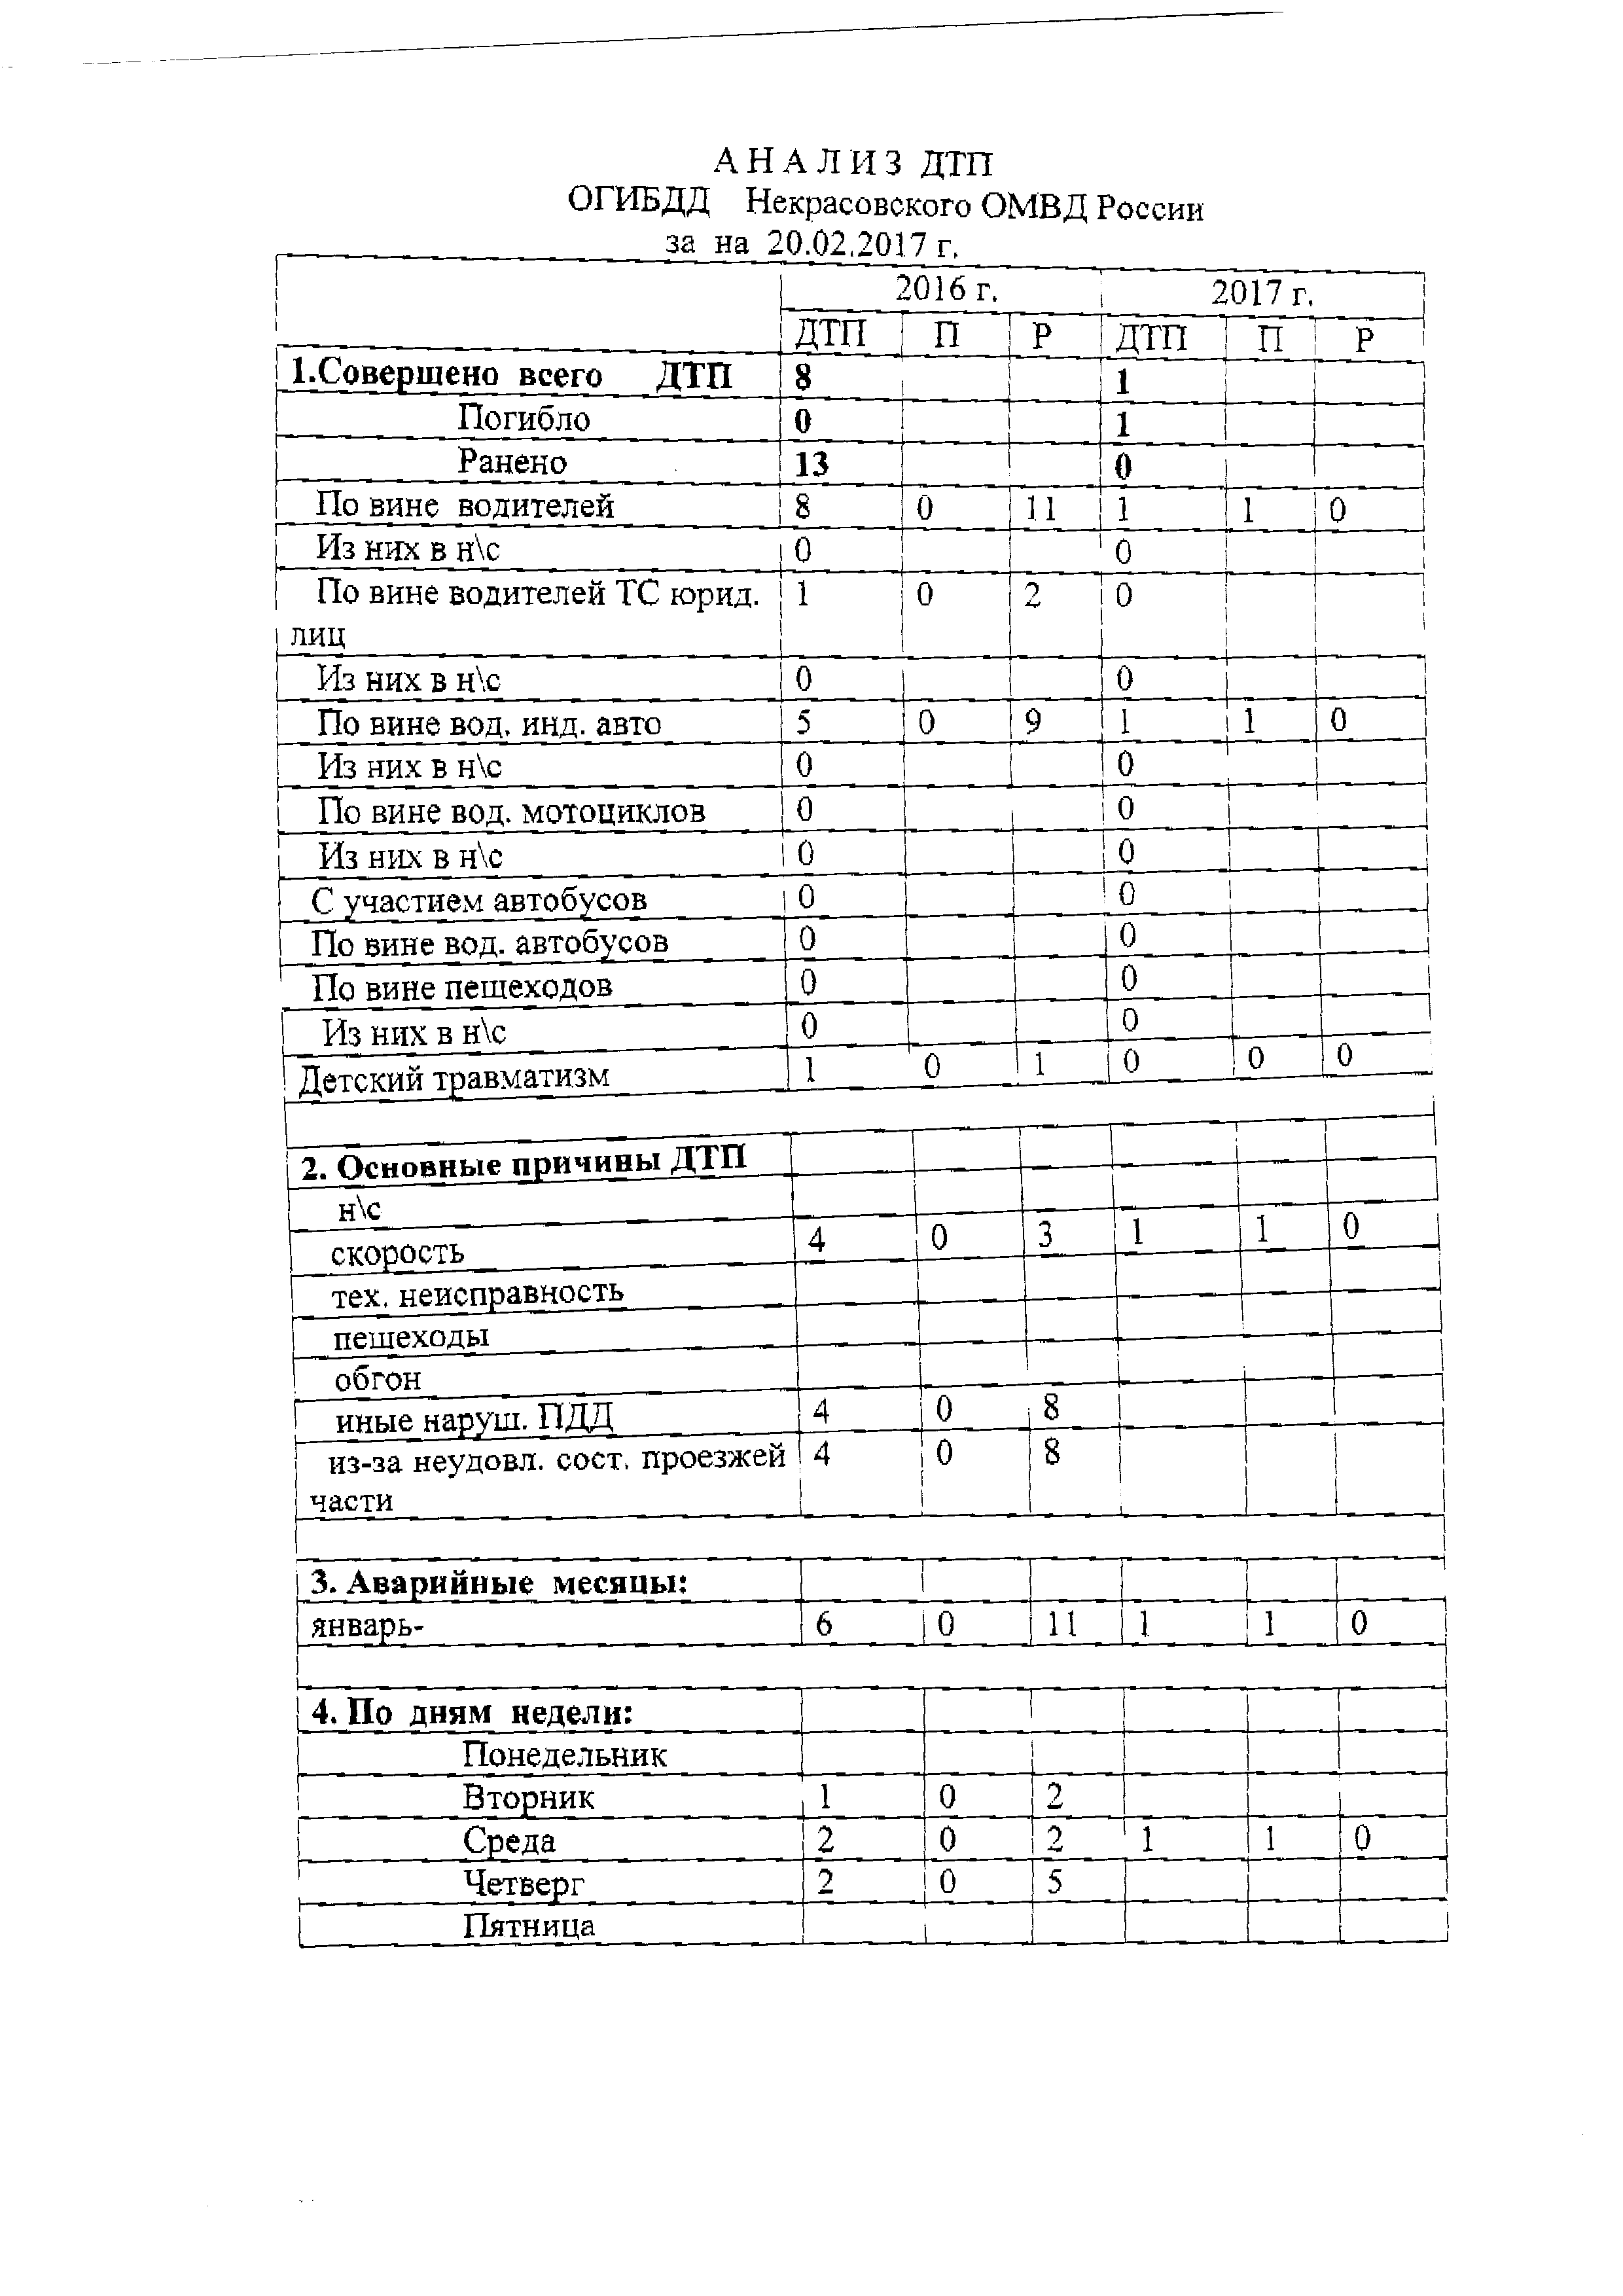 А Н А Л И З ДТП
ОГИБДД Некрасовского ОМВД России
за на 20.02.2017 г.
2016 г. 2017 г.
ДТП П Р ДТП П Р
1.Совершено всего ДТП 8 1
Погибло 0 1
Ранено 13 0
По вине водителей 8 0 11 1 1 0
Из них в н\с 0 0
По вине водителей ТС юрид. 1 0 2 0
лиц
Из них в н\с 0 0
По вине вод. инд. авто 5 0 9 1 1 0
Из них в н\с 0 0
По вине вод. мотоциклов 0 0
Из них в н\с 0 0
С участием автобусов 0 0
По вине вод. автобусов 0 0
По вине пешеходов 0 0
Из них в н\с 0 0
Детский травматизм 1 0 1 0 0 0
2. Основные причины ДТП
н\с
скорость 4 0 3 1 1 0
тех. неисправность
пешеходы
обгон
иные наруш. ПДД 4 0 8
из-за неудовл. сост. проезжей 4 0 8
части
3. Аварийные месяцы:
январь- 6 0 11 1 1 0
4. По дням недели:
Понедельник
Вторник 1 0 2
Среда 2 0 2 1 1 0
Четверг 2 0 5
Пятница